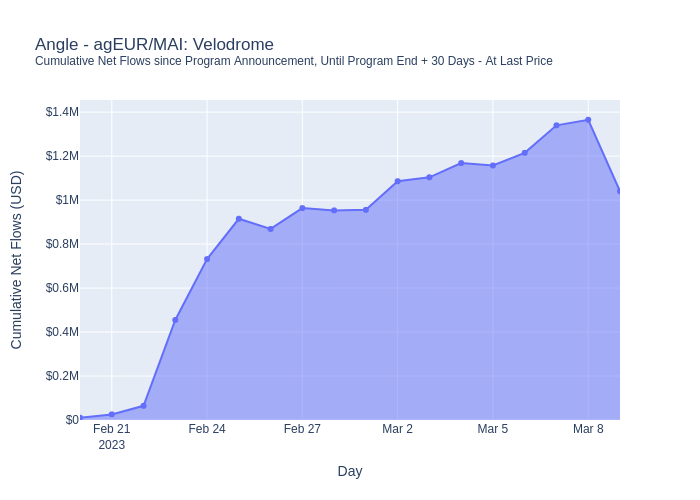 Angle - agEUR/MAI: Velodrome
Cumulative Net Flows since Program Announcement, Until Program End + 30 Days - At Last Price
Cumulative Net Flows (USD)
$1.4M
$1.2M
$1M
$0.8M
$0.6M
$0.4M
$0.2M
$0
Feb 21
2023
Feb 24
Feb 27
Mar 2
Mar 5
Mar 8
Day